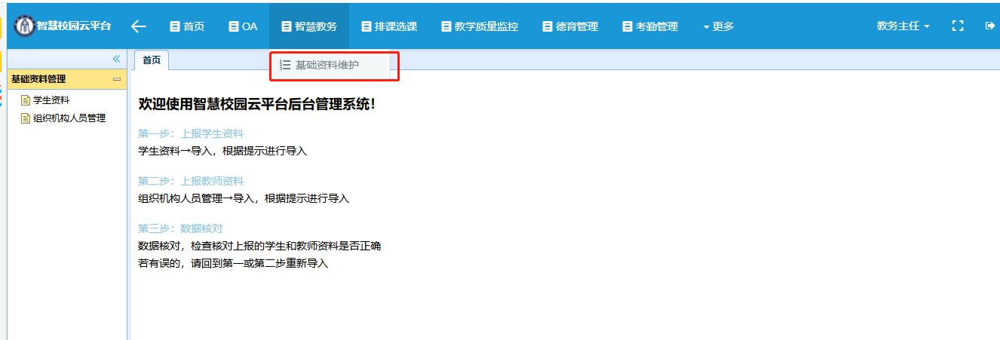 智慧校园云平台 首页 OA 智慧教务 排课选课 教学质量监控 德育管理 考勤管理 更多 教务主任
首页
基础资料维护
基础资料管理
学生资料
组织机构人员管理
欢迎使用智慧校园云平台后台管理系统！
第一步：上报学生资料
学生资料→导入，根据提示进行导入
第二步：上报教师资料
组织机构人员管理→导入，根据提示进行导入
第三步：数据核对
数据核对，检查核对上报的学生和教师资料是否正确
若有误的，请回到第一或第二步重新导入